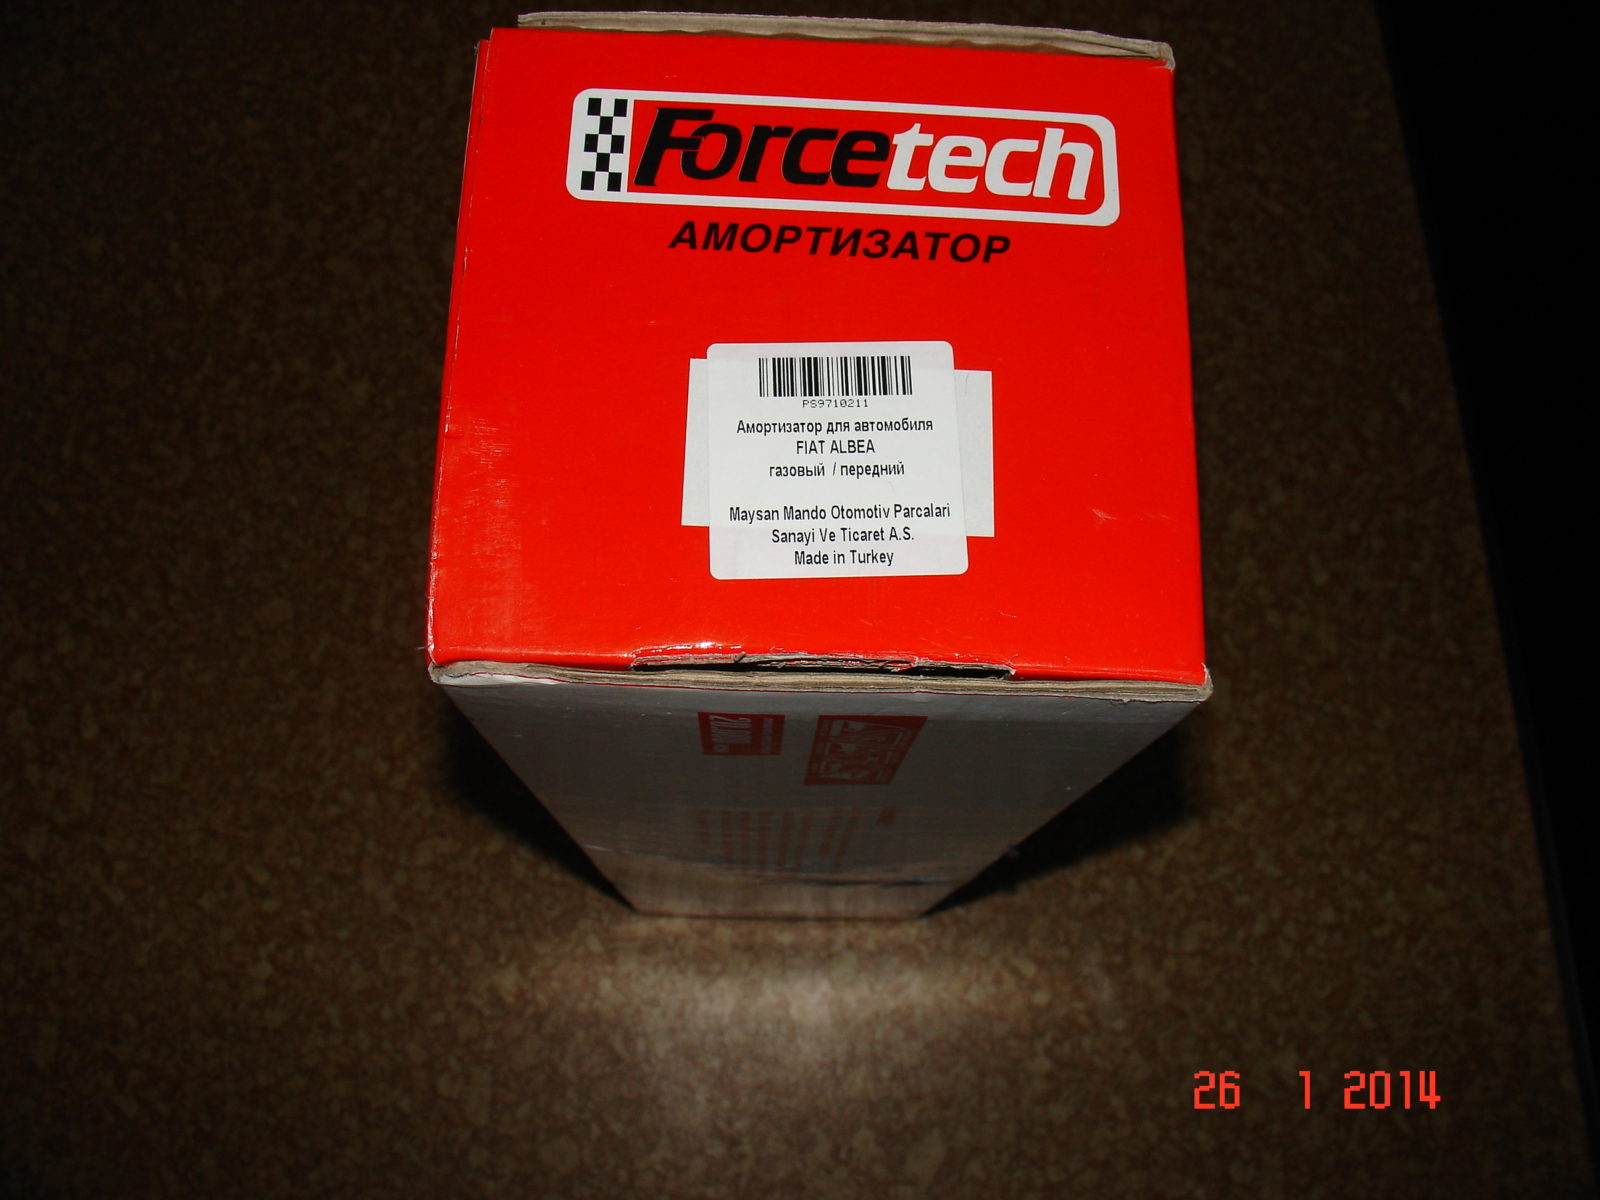 Forcetech
АМОРТИЗАТОР
PS9710211
Амортизатор для автомобиля
FIAT ALBEA
газовый / передний
Maysan Mando Otomotiv Parcalari
Sanayi Ve Ticaret A.S.
Made in Turkey
26 1 2014